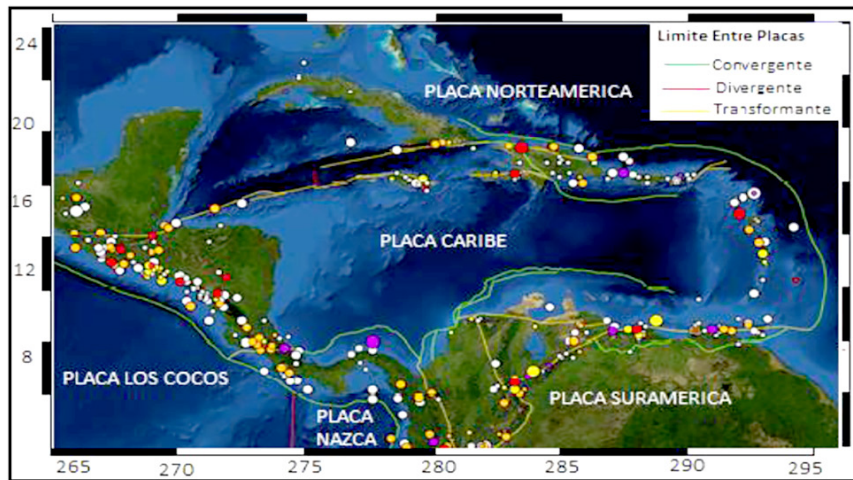 Limite Entre Placas
Convergente
Divergente
Transformante
PLACA NORTEAMERICA
PLACA CARIBE
PLACA LOS COCOS
PLACA
NAZCA
PLACA SURAMERICA
24
20
16
12
8
265
270
275
280
285
290
295